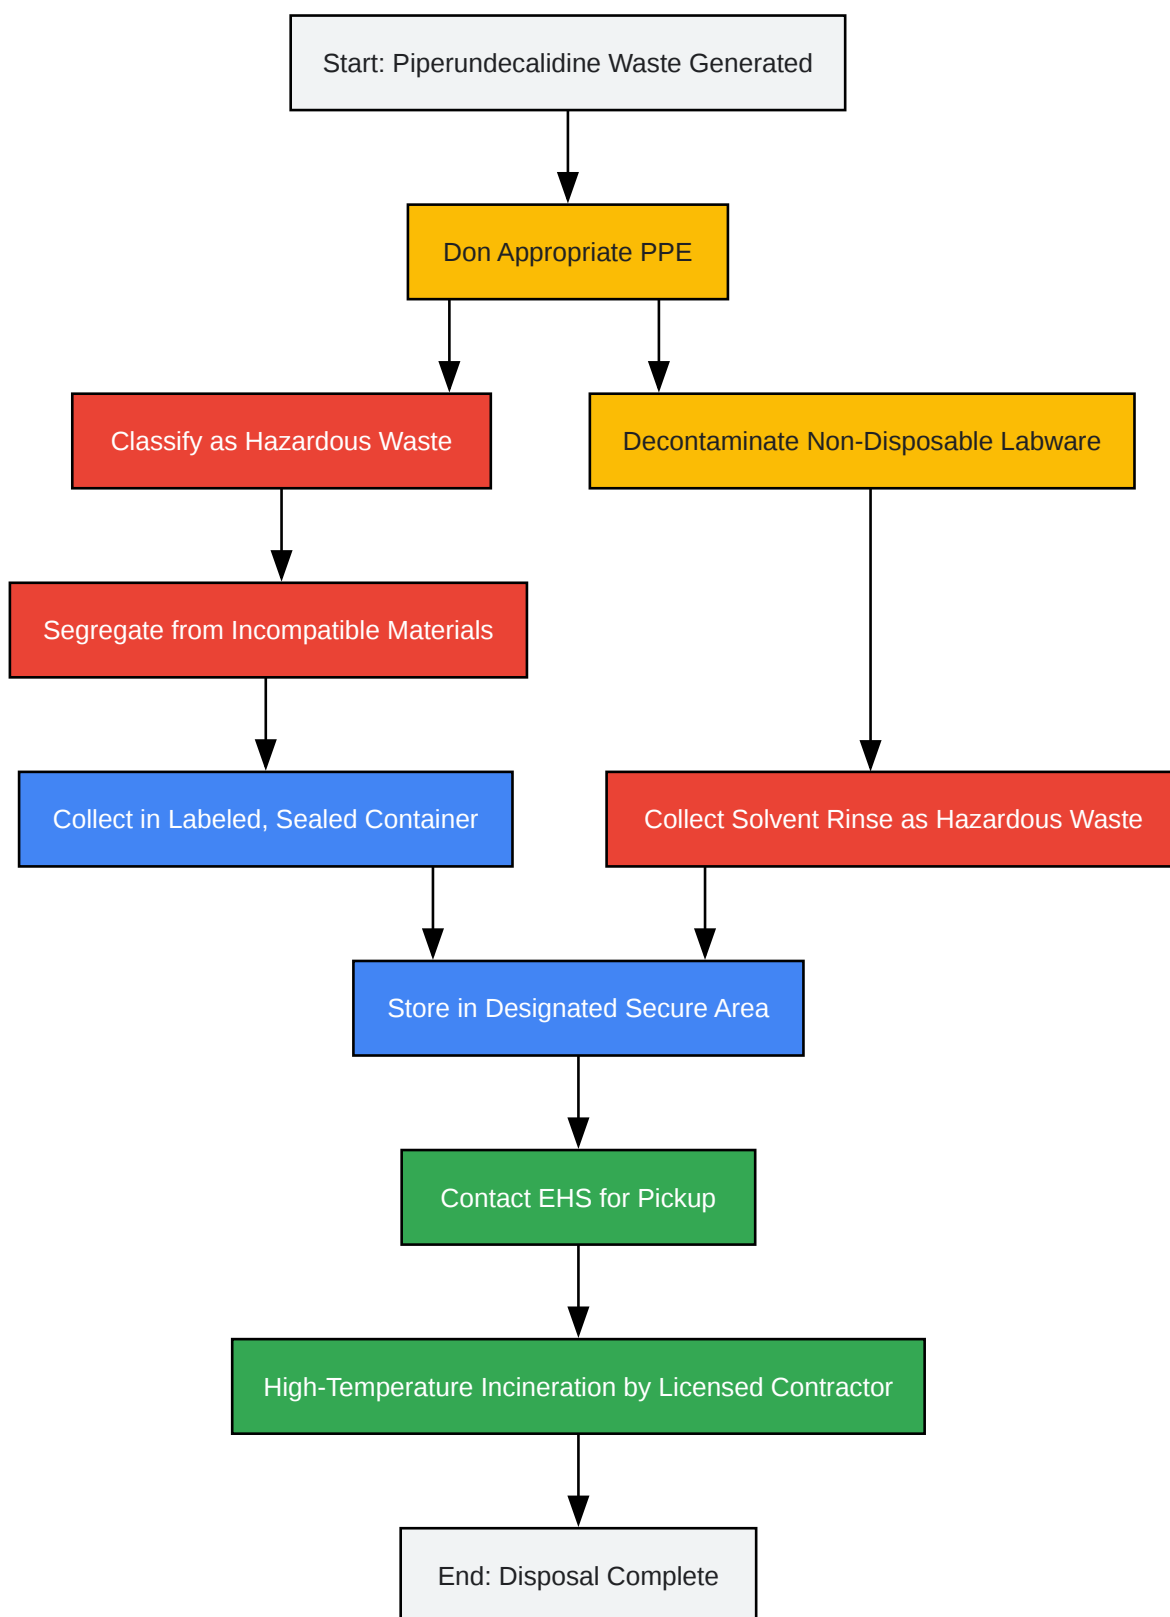 Start: Piperundecalidine Waste Generated
Don Appropriate PPE
Classify as Hazardous Waste
Decontaminate Non-Disposable Labware
Segregate from Incompatible Materials
Collect in Labeled, Sealed Container
Collect Solvent Rinse as Hazardous Waste
Store in Designated Secure Area
Contact EHS for Pickup
High-Temperature Incineration by Licensed Contractor
End: Disposal Complete